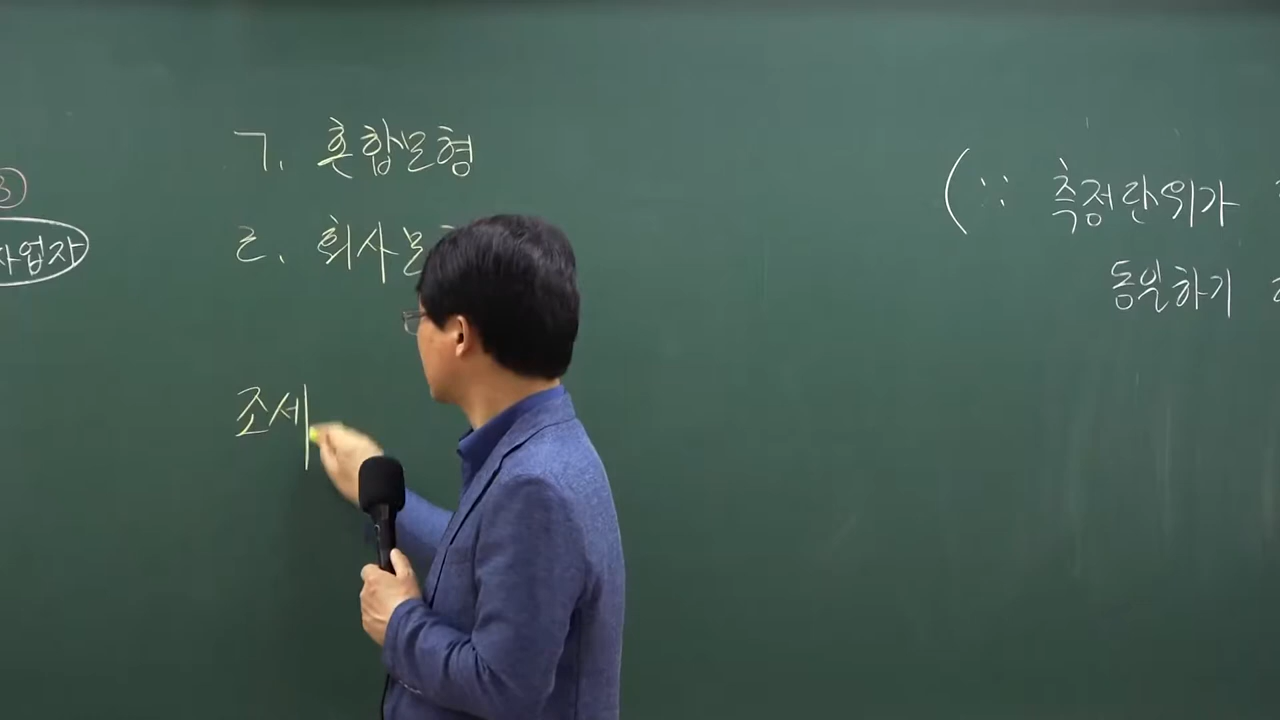 ③
사업자
ㄱ. 혼합모형
ㄹ. 회사모
조세
(∵ 측정단위가
동일하기